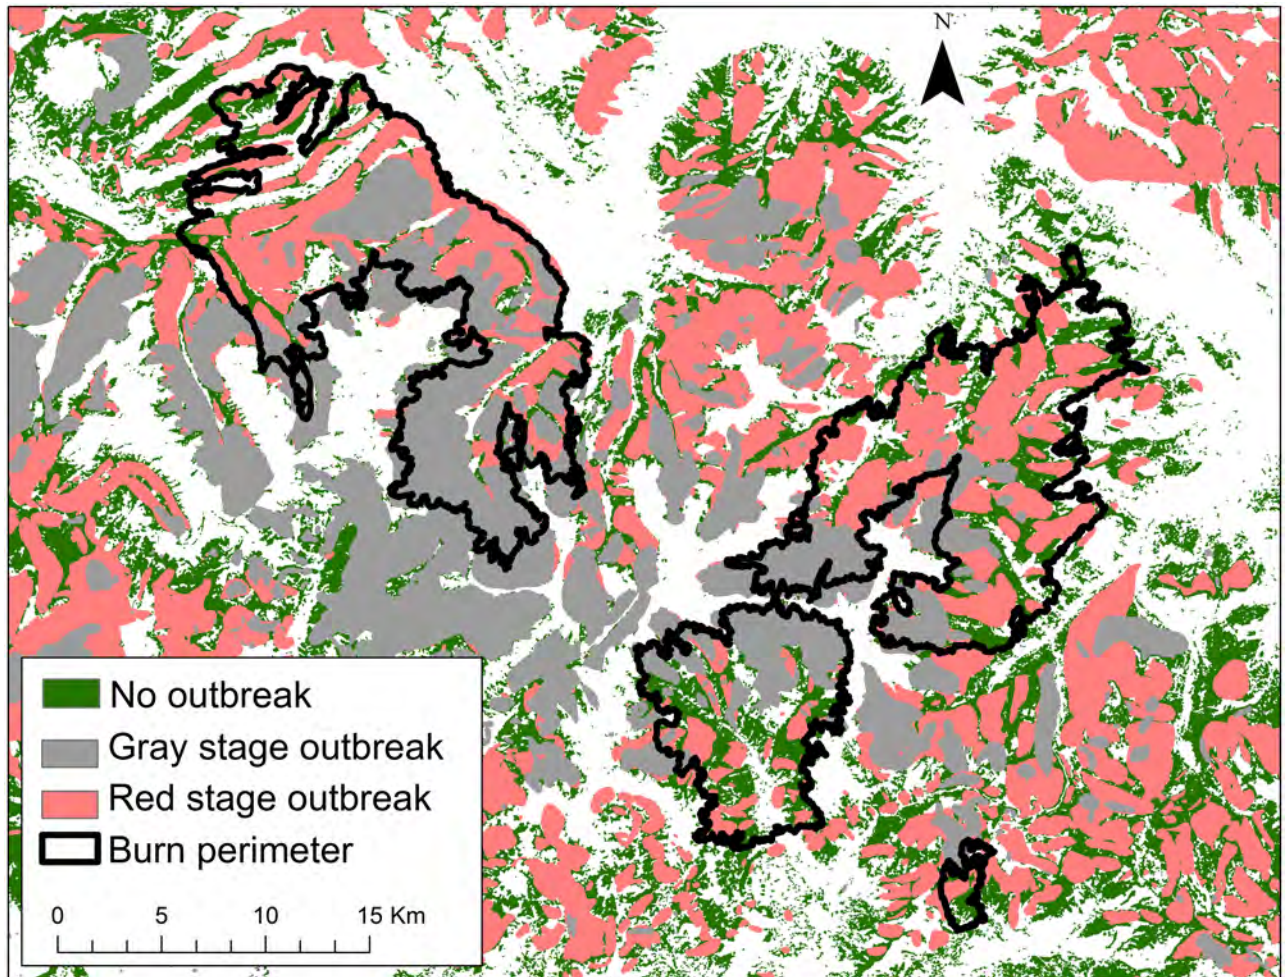 N
No outbreak
Gray stage outbreak
Red stage outbreak
Burn perimeter
0 5 10 15 Km